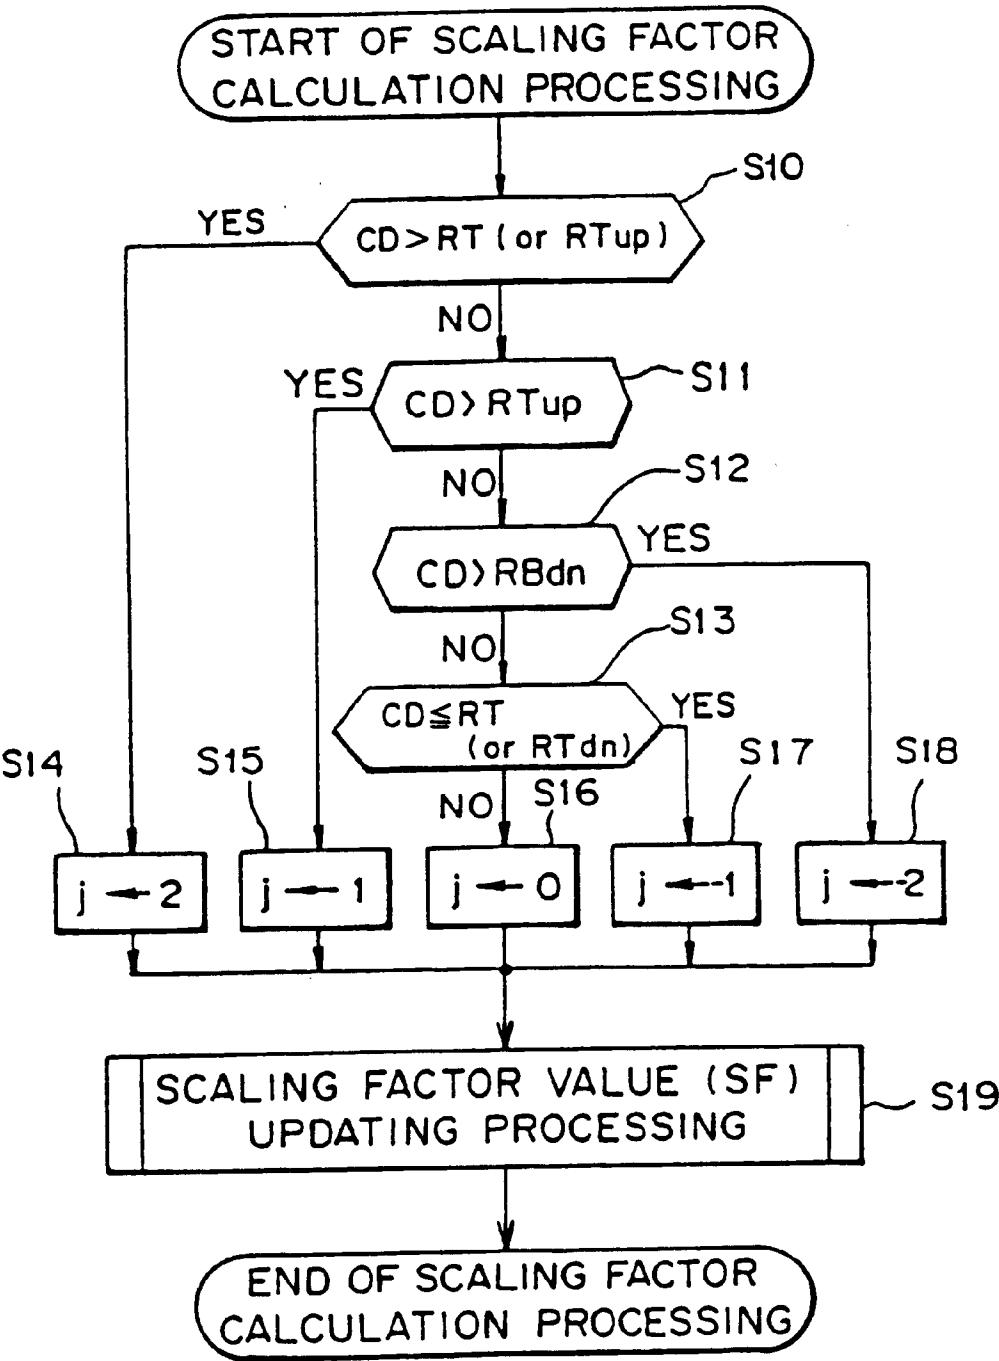 START OF SCALING FACTOR
CALCULATION PROCESSING
S10
YES
CD>RT (or RTup)
NO
S11
YES
CD>RTup
NO
S12
YES
CD>RBdn
NO
S13
YES
CD≦RT
(or RTdn)
NO
S14
S15
S16
S17
S18
j ← 2
j ← 1
j ← 0
j ← -1
j ← -2
SCALING FACTOR VALUE (SF)
UPDATING PROCESSING
S19
END OF SCALING FACTOR
CALCULATION PROCESSING